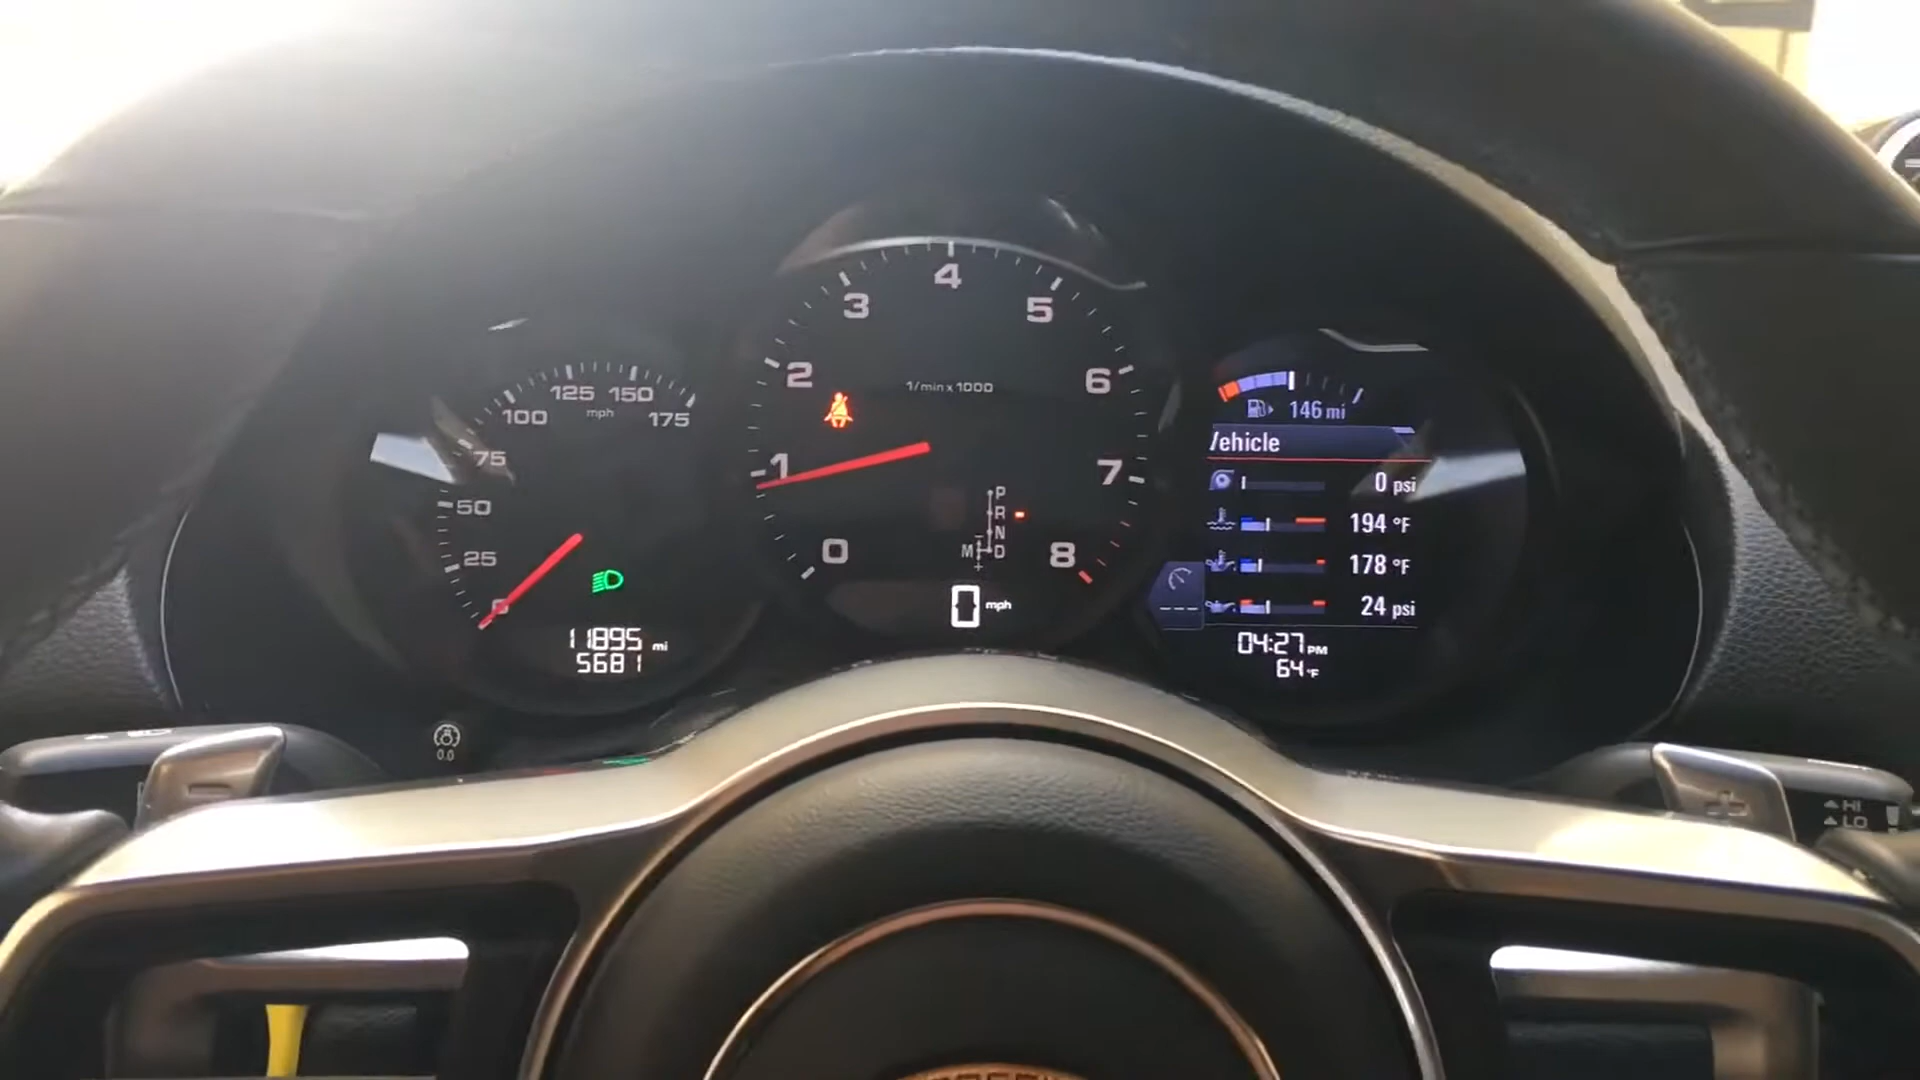 100
125
150
mph
175
75
50
25
0
11895 mi
5681
0.0
4
3
5
2
6
1/min x 1000
1
7
0
8
P
R
N
M
D
0 mph
146 mi
Vehicle
0 psi
194 °F
178 °F
24 psi
---
04:27 PM
64 °F
HI
LO